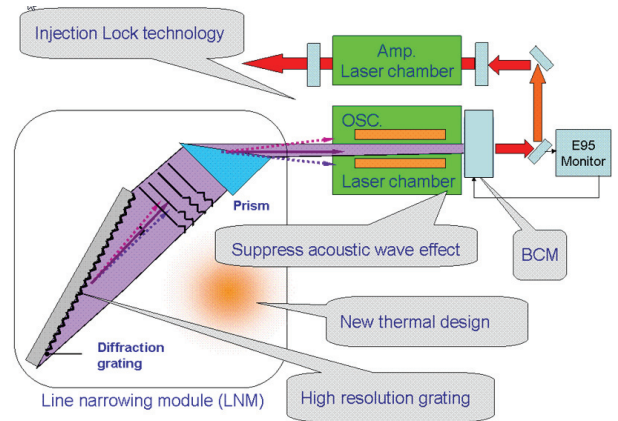 Injection Lock technology
Amp.
Laser chamber
OSC.
Laser chamber
E95
Monitor
Prism
Suppress acoustic wave effect
BCM
New thermal design
Diffraction
grating
High resolution grating
Line narrowing module (LNM)